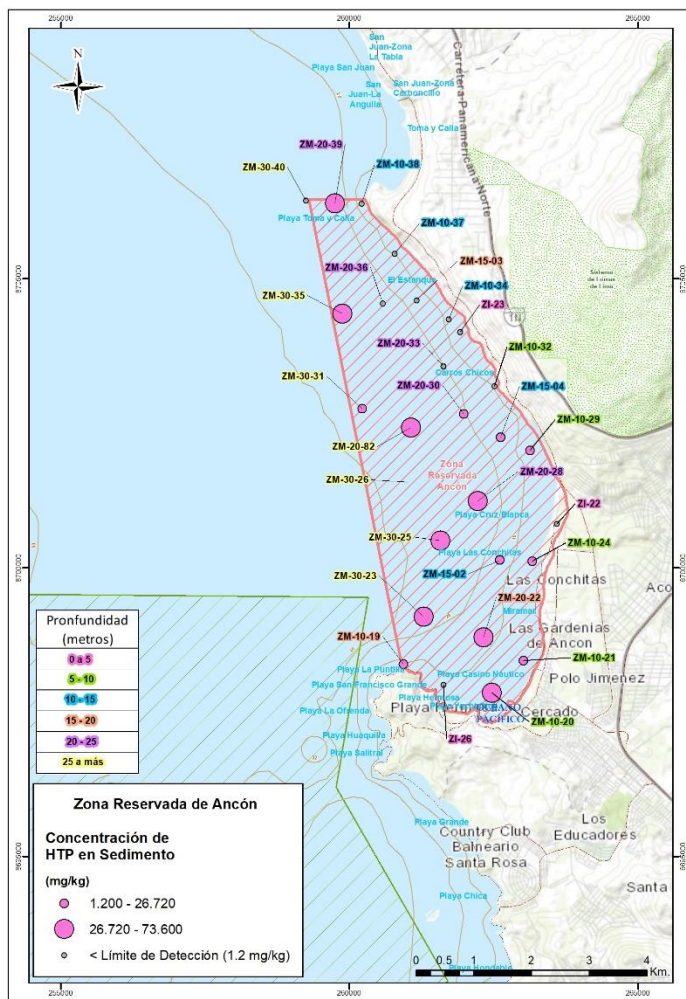 255000
260000
265000
San
Juan-Zona
La Tabla
Playa San Juan
San
Juan-La
Anguila
San Juan-Zona
Carboncillo
Carretera-Panamericana Norte
Toma y Calla
N
ZM-20-39
ZM-30-40
ZM-10-38
Playa Toma y Calla
ZM-10-37
ZM-20-36
ZM-15-03
El Estanque
ZM-10-34
ZM-30-35
ZI-23
ZM-20-33
ZM-10-32
Carros Chicos
ZM-30-31
ZM-20-30
ZM-15-04
ZM-10-29
ZM-20-82
Zona
Reservada
Ancón
ZM-20-28
ZM-30-26
Playa Cruz Blanca
ZI-22
ZM-30-25
Playa Las Conchitas
ZM-10-24
ZM-15-02
Las Conchitas
ZM-30-23
ZM-20-22
Miramar
Las Gardenias
de Ancon
ZM-10-19
ZM-10-21
Playa La Puntilla
Playa Casino Náutico
Polo Jimenez
Playa San Francisco Grande
Playa Hermosa
Playa La Ofrenda
Cercado
PACÍFICO
ZM-10-20
Playa Huaquilla
Playa Salitral
ZI-26
Pronfundidad
(metros)
0 a 5
5 - 10
10 - 15
15 - 20
20 - 25
25 a más
Playa Grande
Country Club
Balneario
Santa Rosa
Los
Educadores
Santa
Playa Chica
Playa Hondable
Zona Reservada de Ancón
Concentración de
HTP en Sedimento
(mg/kg)
1.200 - 26.720
26.720 - 73.600
< Límite de Detección (1.2 mg/kg)
0 0.5 1 2 3 4
Km.
255000
260000
265000